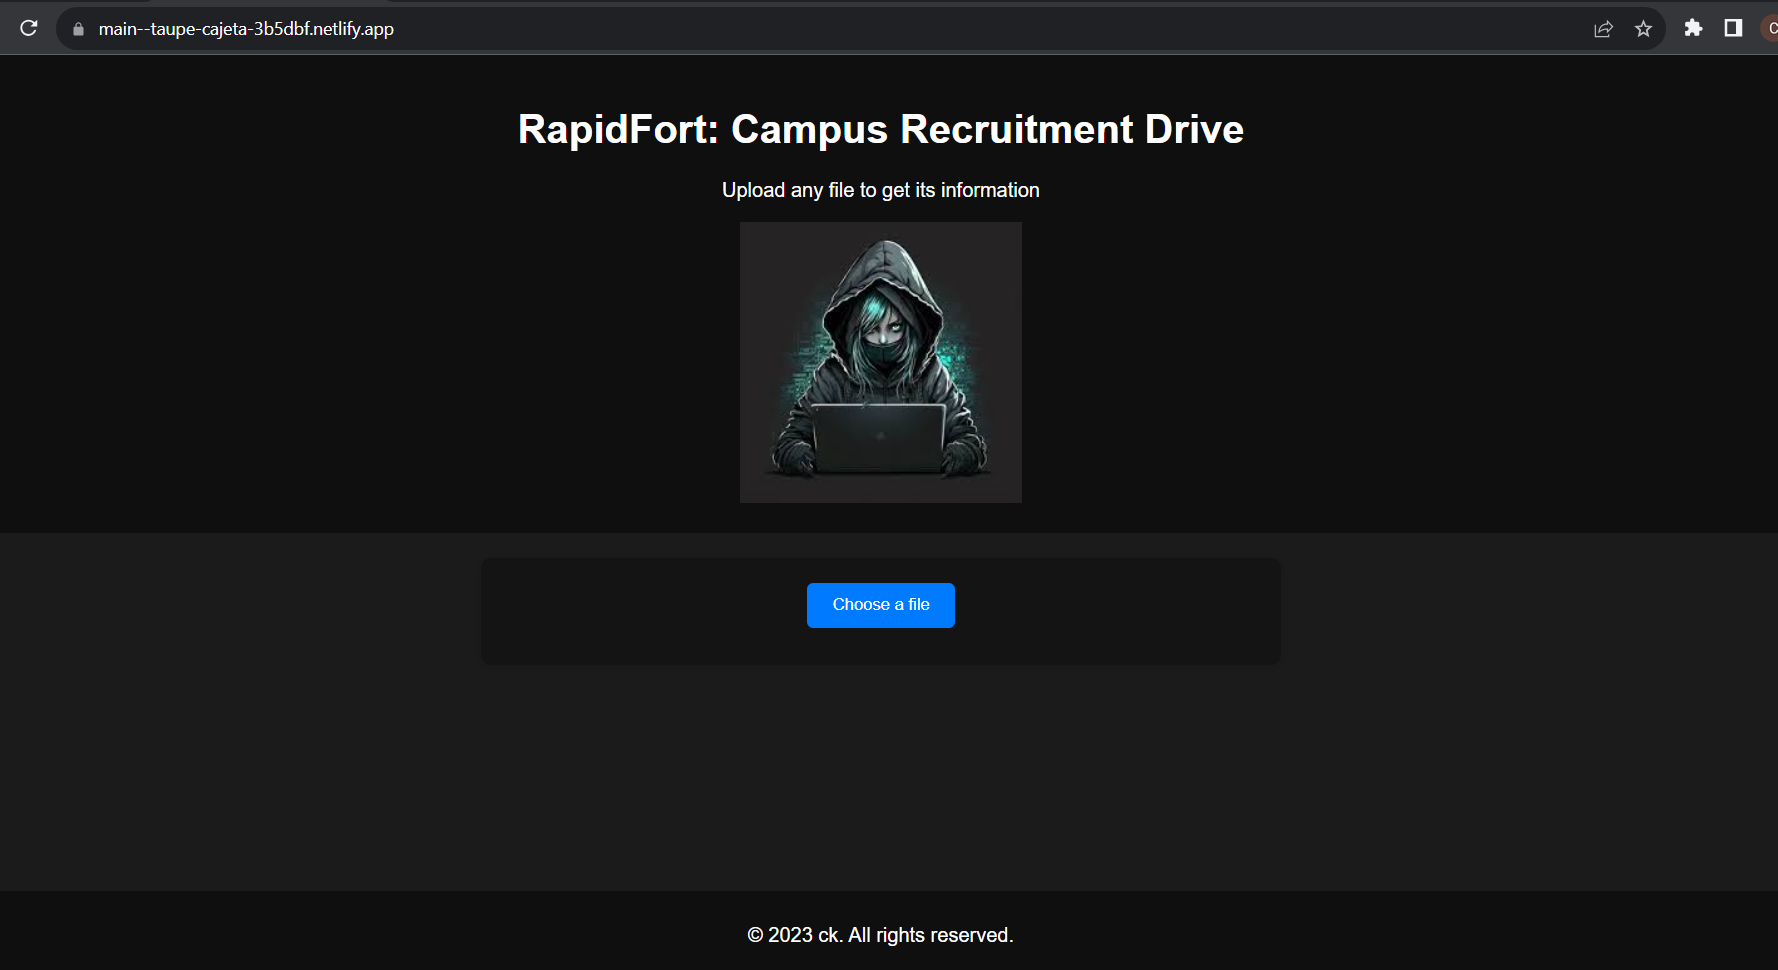 main--taupe-cajeta-3b5dbf.netlify.app
RapidFort: Campus Recruitment Drive
Upload any file to get its information
Choose a file
© 2023 ck. All rights reserved.